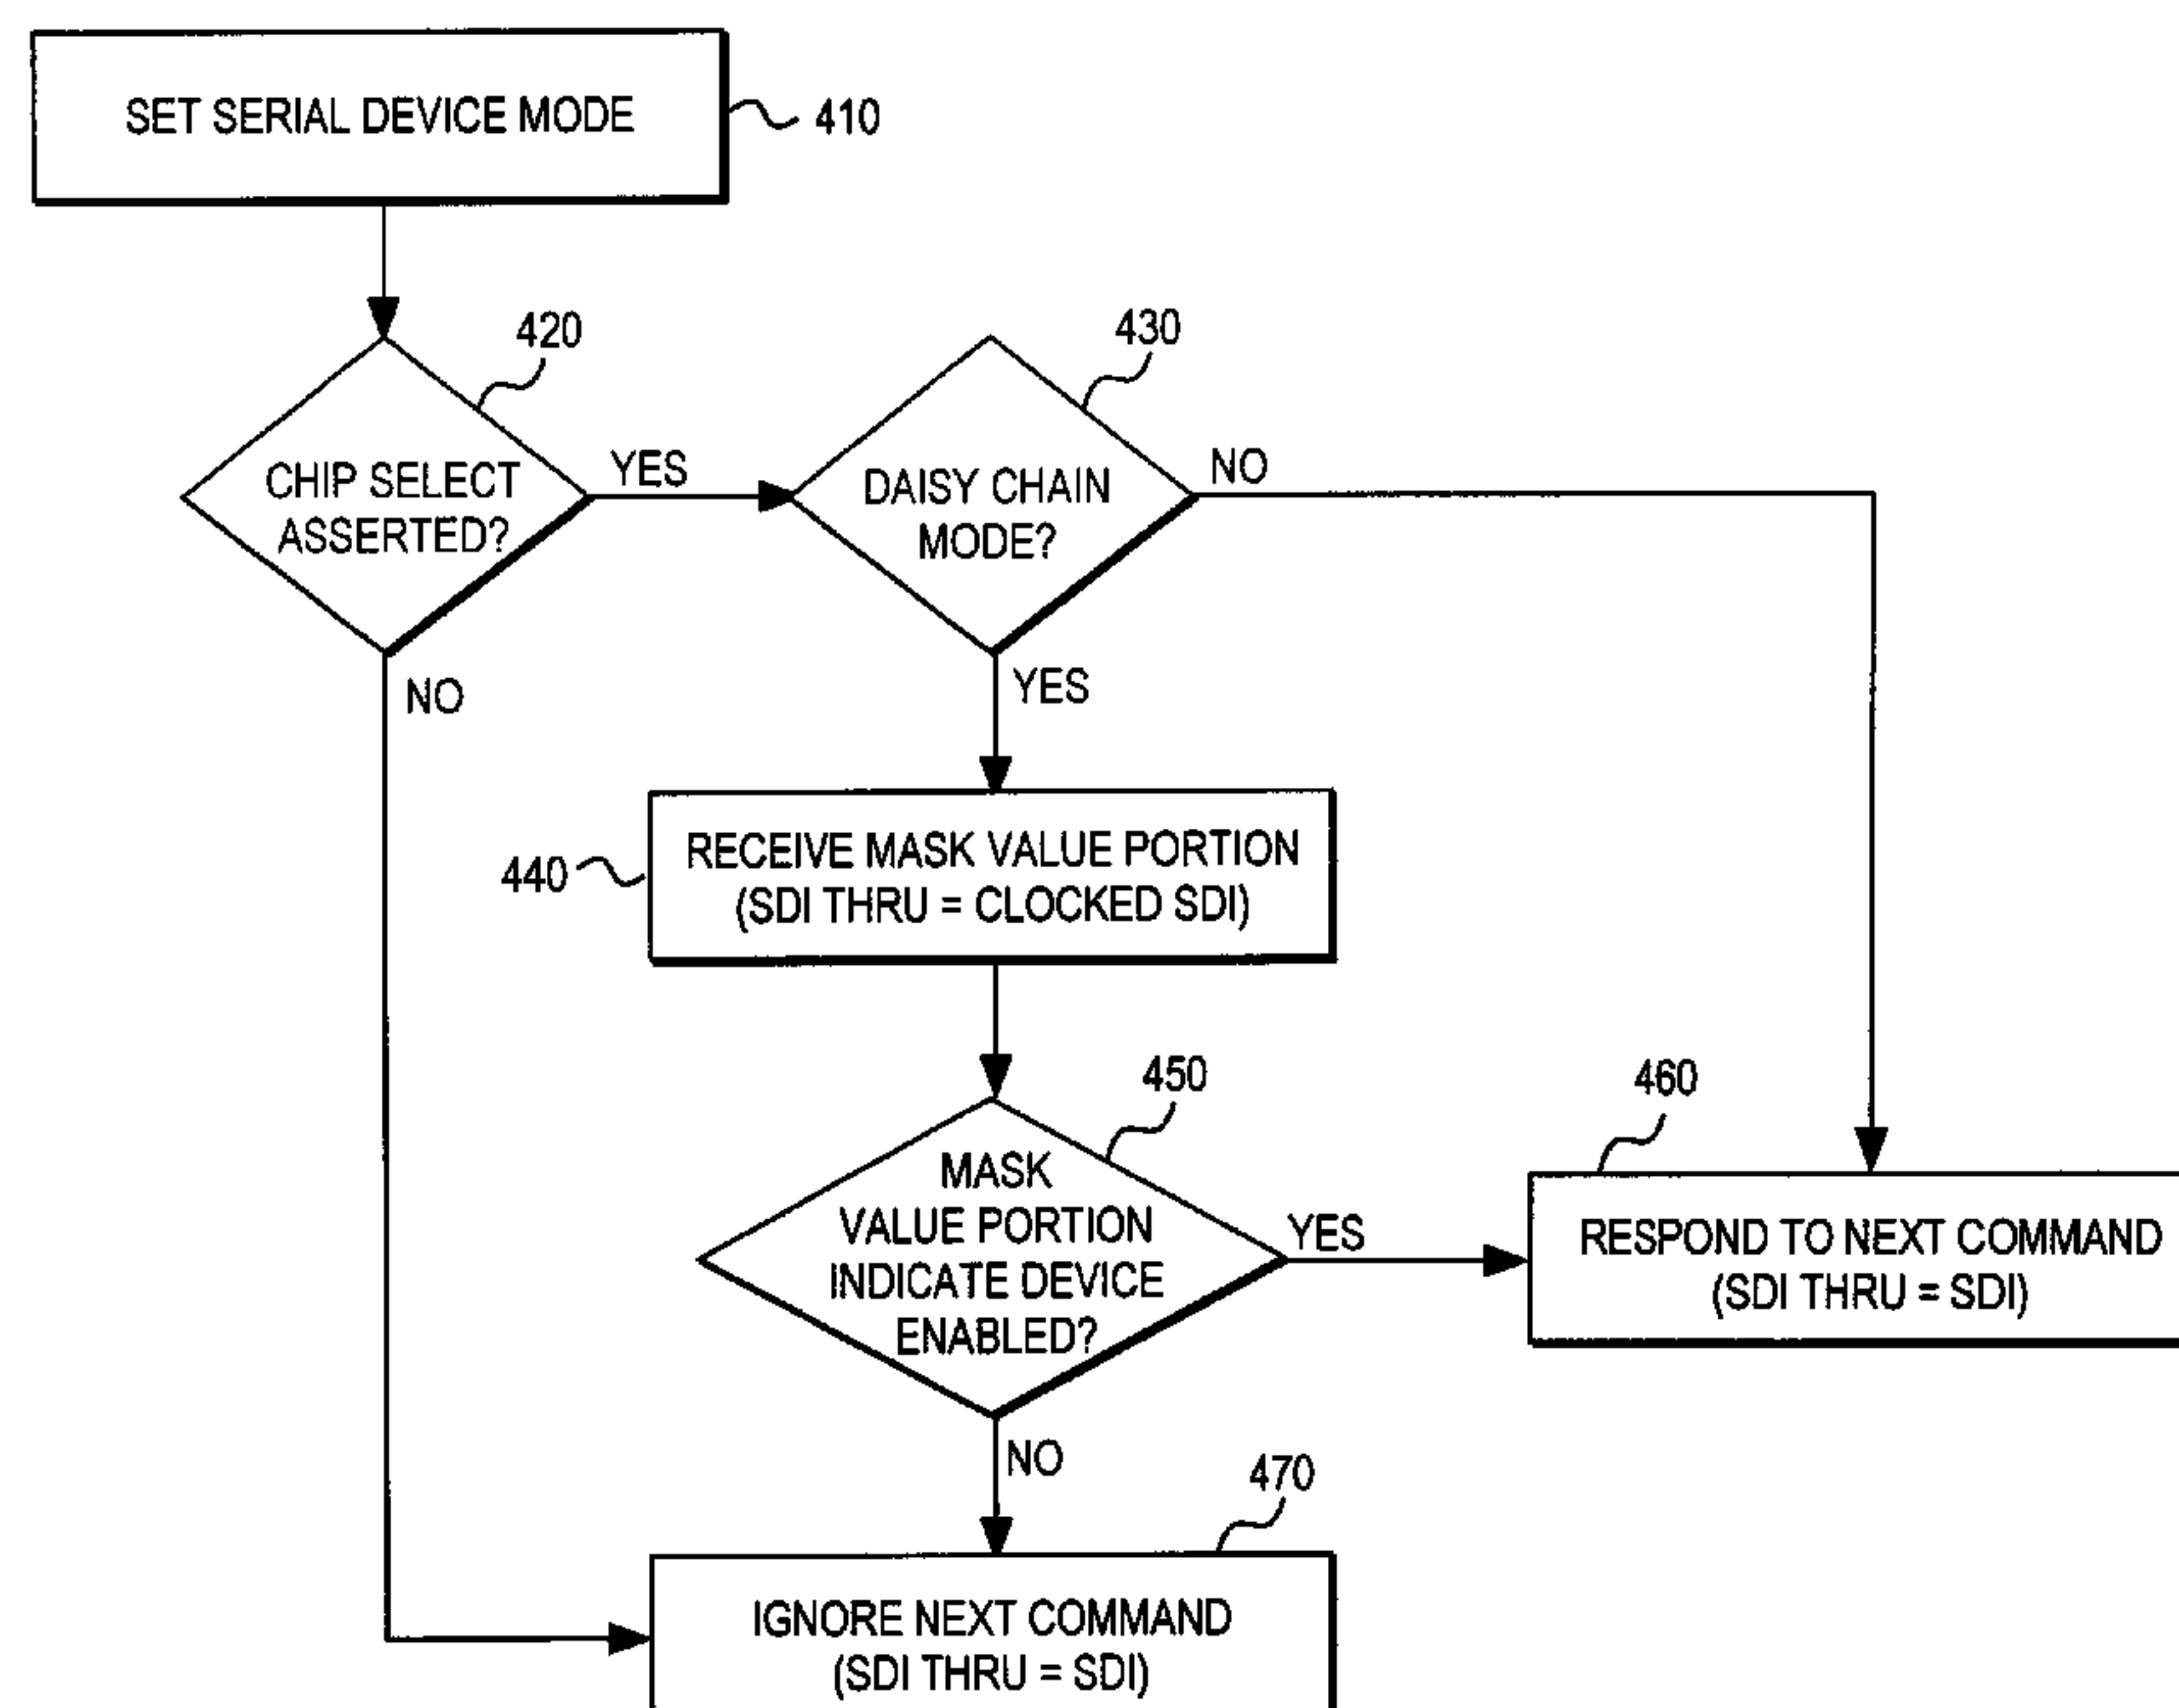 SET SERIAL DEVICE MODE
410
420
430
CHIP SELECT
ASSERTED?
YES
DAISY CHAIN
MODE?
NO
NO
YES
440
RECEIVE MASK VALUE PORTION
(SDI THRU = CLOCKED SDI)
450
460
MASK
VALUE PORTION
INDICATE DEVICE
ENABLED?
YES
RESPOND TO NEXT COMMAND
(SDI THRU = SDI)
NO
470
IGNORE NEXT COMMAND
(SDI THRU = SDI)